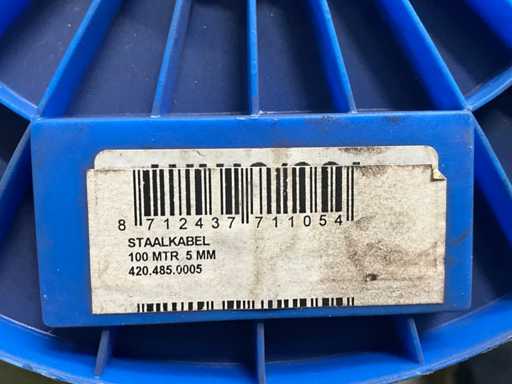 8 712437 711054
STAALKABEL
100 MTR 5 MM
420.485.0005